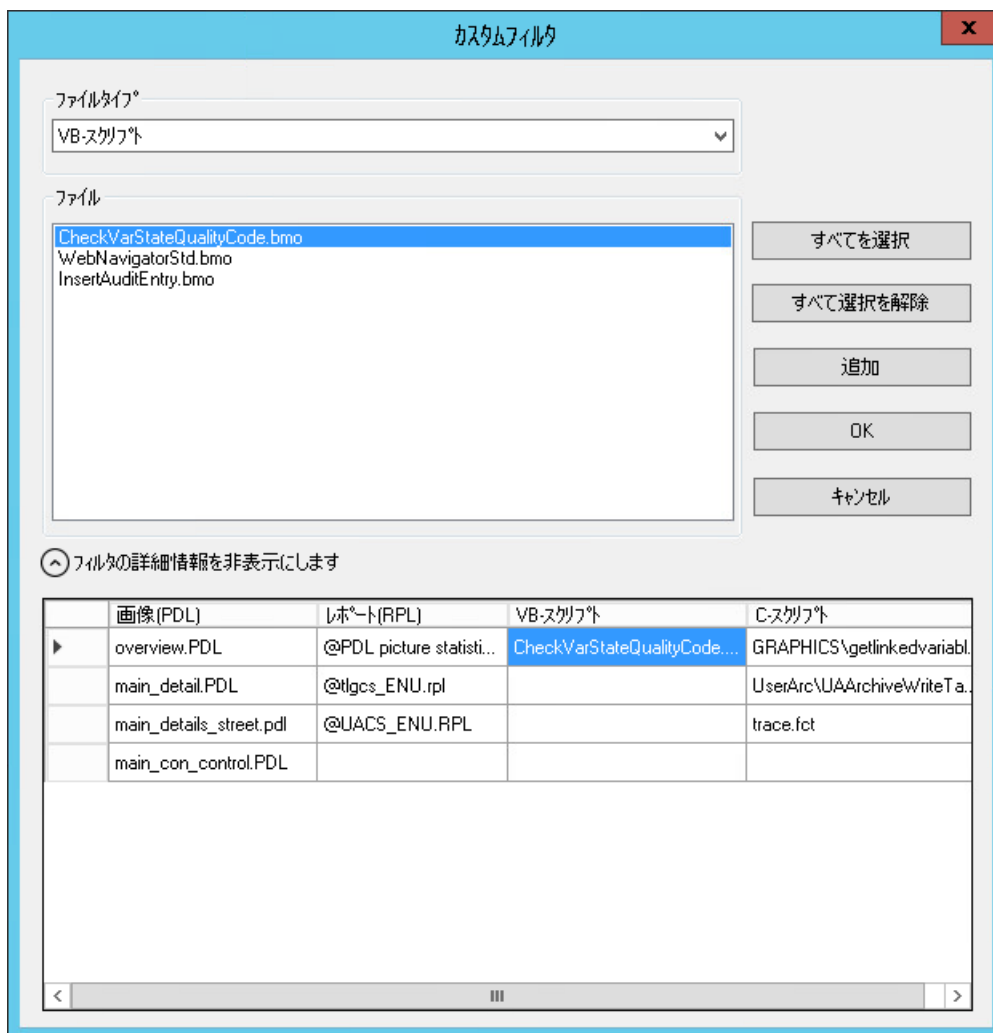 カスタムフィルタ
x
ファイルタイプ
VB-スクリプト
ファイル
CheckVarStateQualityCode.bmo
WebNavigatorStd.bmo
InsertAuditEntry.bmo
すべてを選択
すべて選択を解除
追加
OK
キャンセル
フィルタの詳細情報を非表示にします
画像(PDL) レポート(RPL) VB-スクリプト C-スクリプト
overview.PDL @PDL picture statisti... CheckVarStateQualityCode.... GRAPHICS\getlinkedvariabl.
main_detail.PDL @tlgcs_ENU.rpl UserArc\UAArchiveWriteTa..
main_details_street.pdl @UACS_ENU.RPL trace.fct
main_con_control.PDL